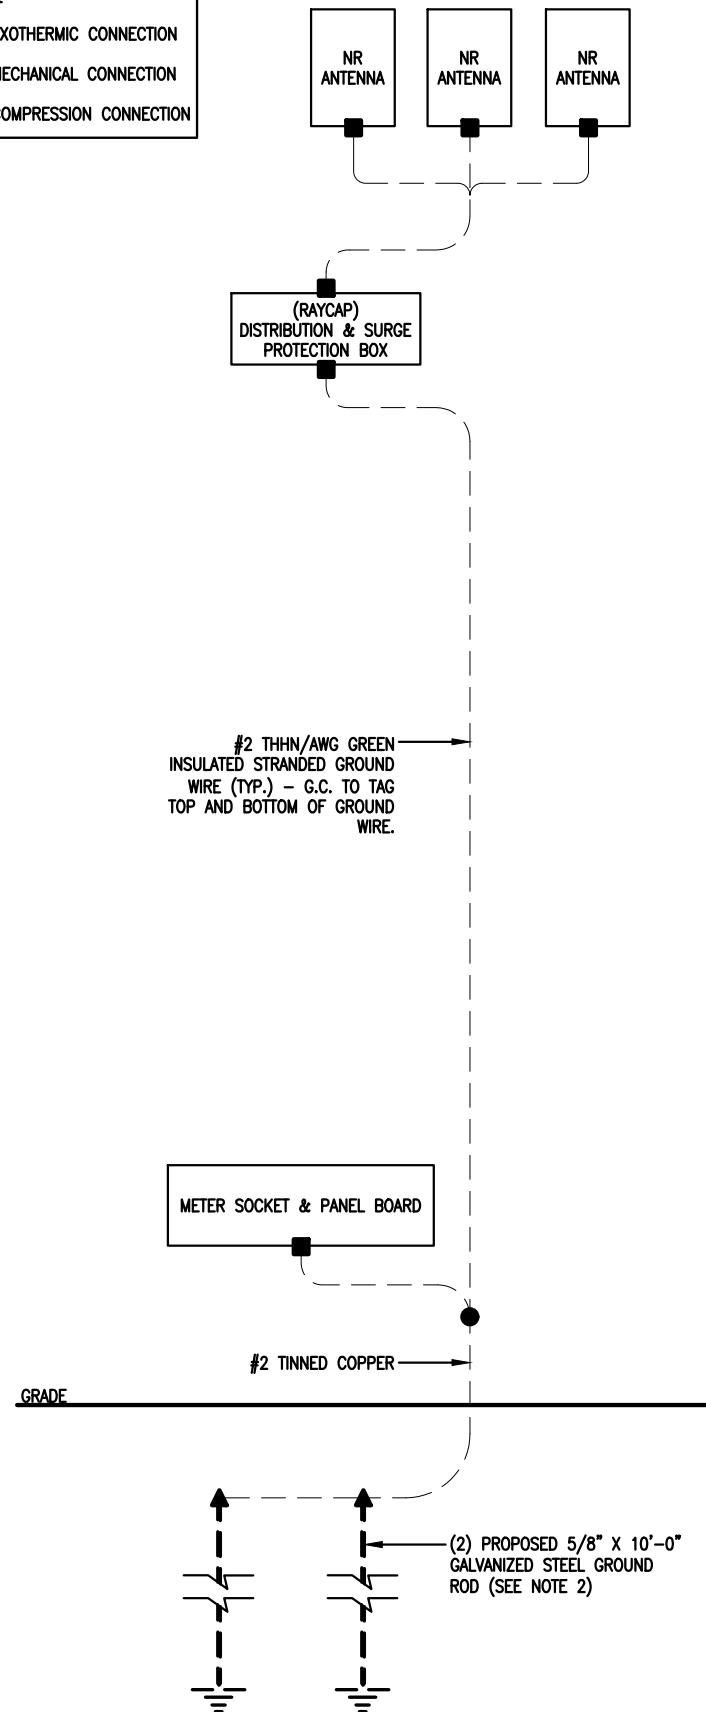 XOTHERMIC CONNECTION
MECHANICAL CONNECTION
COMPRESSION CONNECTION
NR
ANTENNA
NR
ANTENNA
NR
ANTENNA
(RAYCAP)
DISTRIBUTION & SURGE
PROTECTION BOX
#2 THHN/AWG GREEN
INSULATED STRANDED GROUND
WIRE (TYP.) – G.C. TO TAG
TOP AND BOTTOM OF GROUND
WIRE.
METER SOCKET & PANEL BOARD
#2 TINNED COPPER
GRADE
(2) PROPOSED 5/8" X 10'-0"
GALVANIZED STEEL GROUND
ROD (SEE NOTE 2)